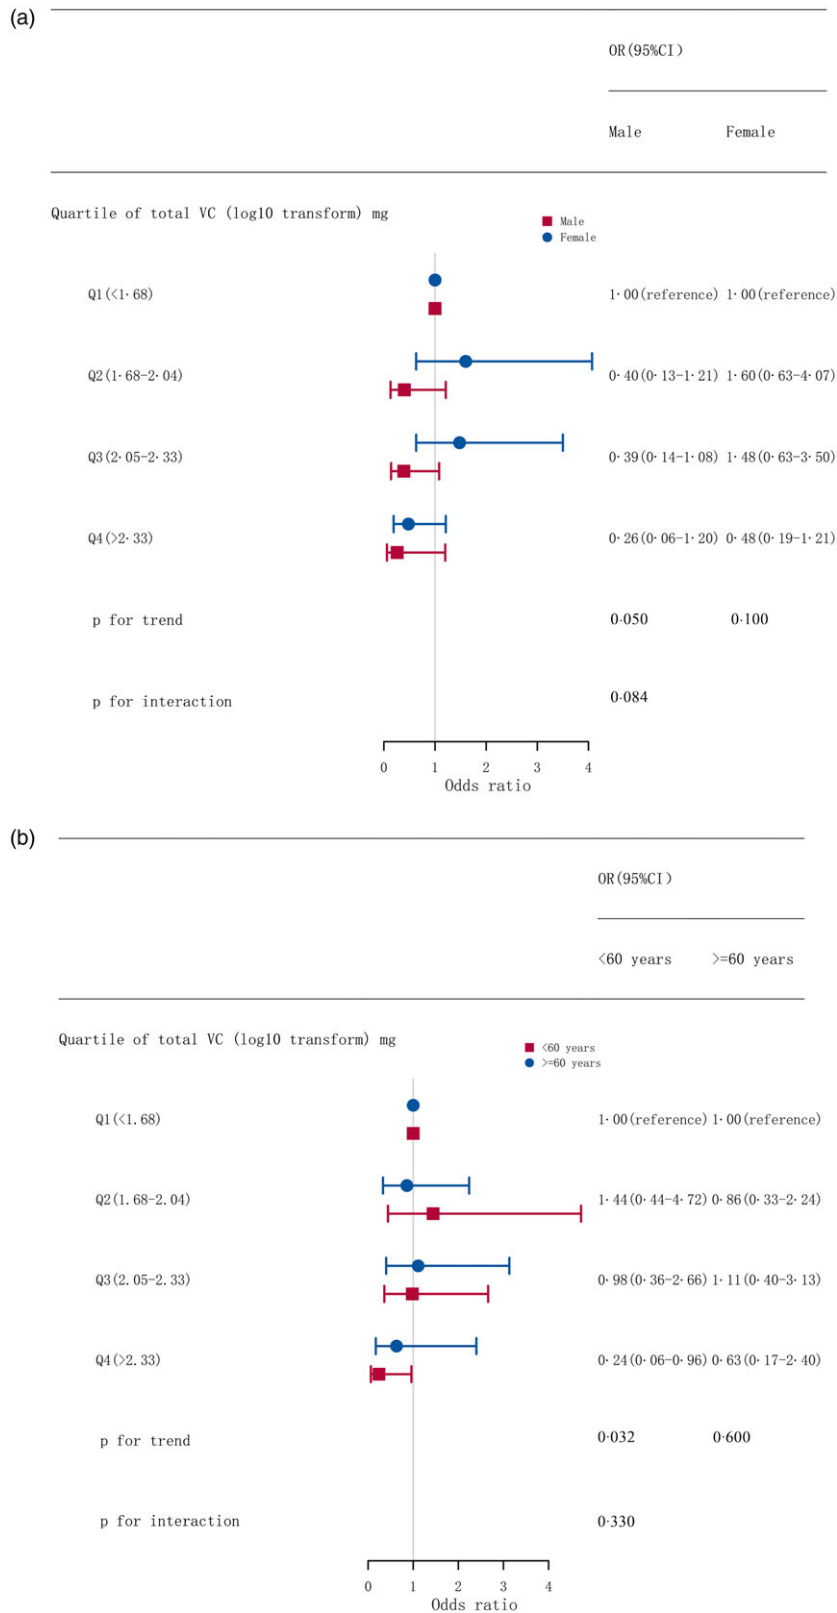 (a)
OR(95%CI)
Male Female
Quartile of total VC (log10 transform) mg
Male
Female
Q1(<1·68) 1·00(reference) 1·00(reference)
Q2(1·68-2·04) 0·40(0·13-1·21) 1·60(0·63-4·07)
Q3(2·05-2·33) 0·39(0·14-1·08) 1·48(0·63-3·50)
Q4(>2·33) 0·26(0·06-1·20) 0·48(0·19-1·21)
p for trend 0·050 0·100
p for interaction 0·084
0 1 2 3 4
Odds ratio
(b)
OR(95%CI)
<60 years >=60 years
Quartile of total VC (log10 transform) mg
<60 years
>=60 years
Q1(<1.68) 1·00(reference) 1·00(reference)
Q2(1.68-2.04) 1·44(0·44-4·72) 0·86(0·33-2·24)
Q3(2.05-2.33) 0·98(0·36-2·66) 1·11(0·40-3·13)
Q4(>2.33) 0·24(0·06-0·96) 0·63(0·17-2·40)
p for trend 0·032 0·600
p for interaction 0·330
0 1 2 3 4
Odds ratio